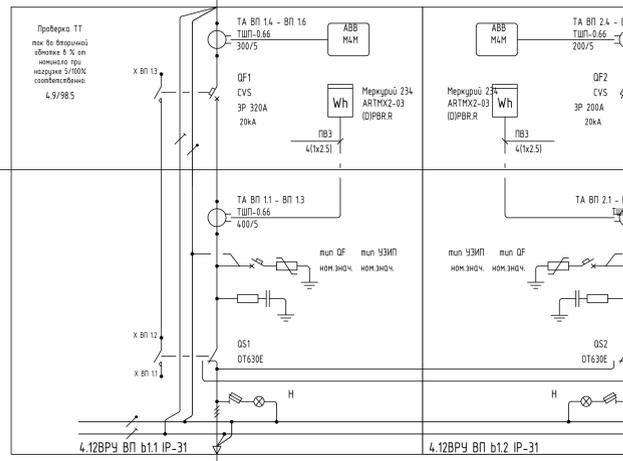 Проверка ТТ
ток во вторичной
обмотке в % от
номинала при
нагрузке 5/100%
соответственно:
4.9/98.5
X ВП 1.3
ТА ВП 1.4 - ВП 1.6
ТШП-0.66
300/5
ABB
M4M
QF1
CVS
3P 320A
20kA
Wh
Меркурий 234
ARTMX2-03
(D)PBR.R
ПВ3
4(1x2.5)
ТА ВП 1.1 - ВП 1.3
ТШП-0.66
400/5
тип QF тип УЗИП
ном.знач. ном.знач.
X ВП 1.2
X ВП 1.1
QS1
OT630E
H
4.12ВРУ ВП b1.1 IP-31
ABB
M4M
ТА ВП 2.4 -
ТШП-0.66
200/5
Меркурий 234
ARTMX2-03
(D)PBR.R
Wh
QF2
CVS
3P 200A
20kA
ПВ3
4(1x2.5)
ТА ВП 2.1 -
тип УЗИП тип QF
ном.знач. ном.знач.
QS2
OT630E
H
4.12ВРУ ВП b1.2 IP-31